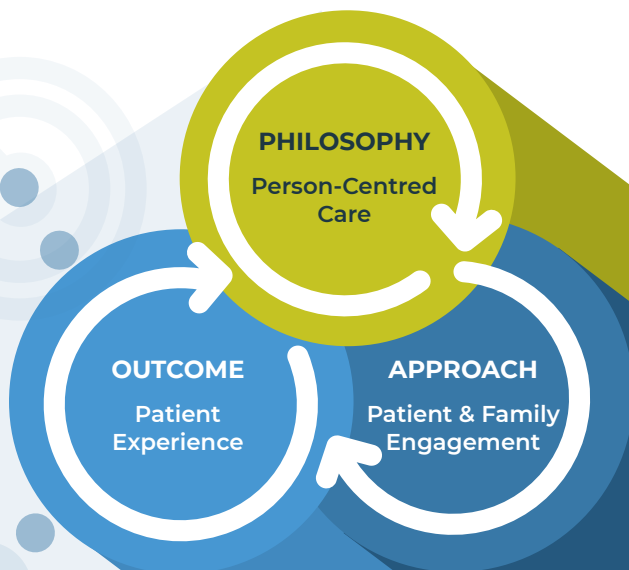 PHILOSOPHY
Person-Centred
Care
OUTCOME
Patient
Experience
APPROACH
Patient & Family
Engagement